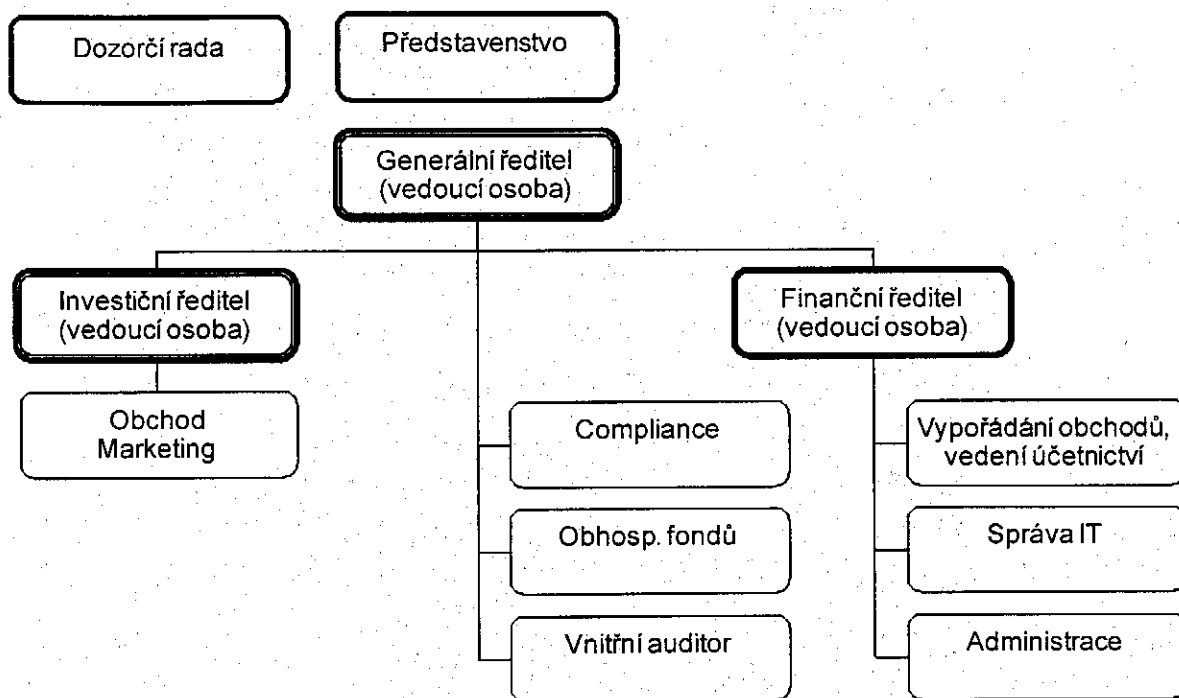 Dozorčí rada
Představenstvo
Generální ředitel
(vedoucí osoba)
Investiční ředitel
(vedoucí osoba)
Finanční ředitel
(vedoucí osoba)
Obchod
Marketing
Compliance
Vypořádání obchodů,
vedení účetnictví
Obhosp. fondů
Správa IT
Vnitřní auditor
Administrace